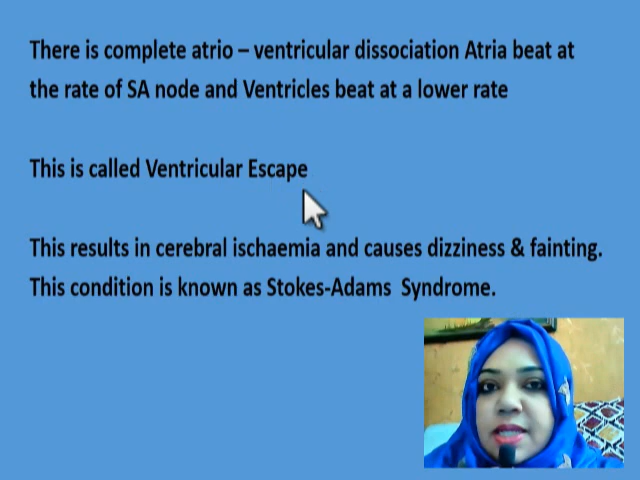 There is complete atrio – ventricular dissociation Atria beat at
the rate of SA node and Ventricles beat at a lower rate
This is called Ventricular Escape
This results in cerebral ischaemia and causes dizziness & fainting.
This condition is known as Stokes-Adams Syndrome.